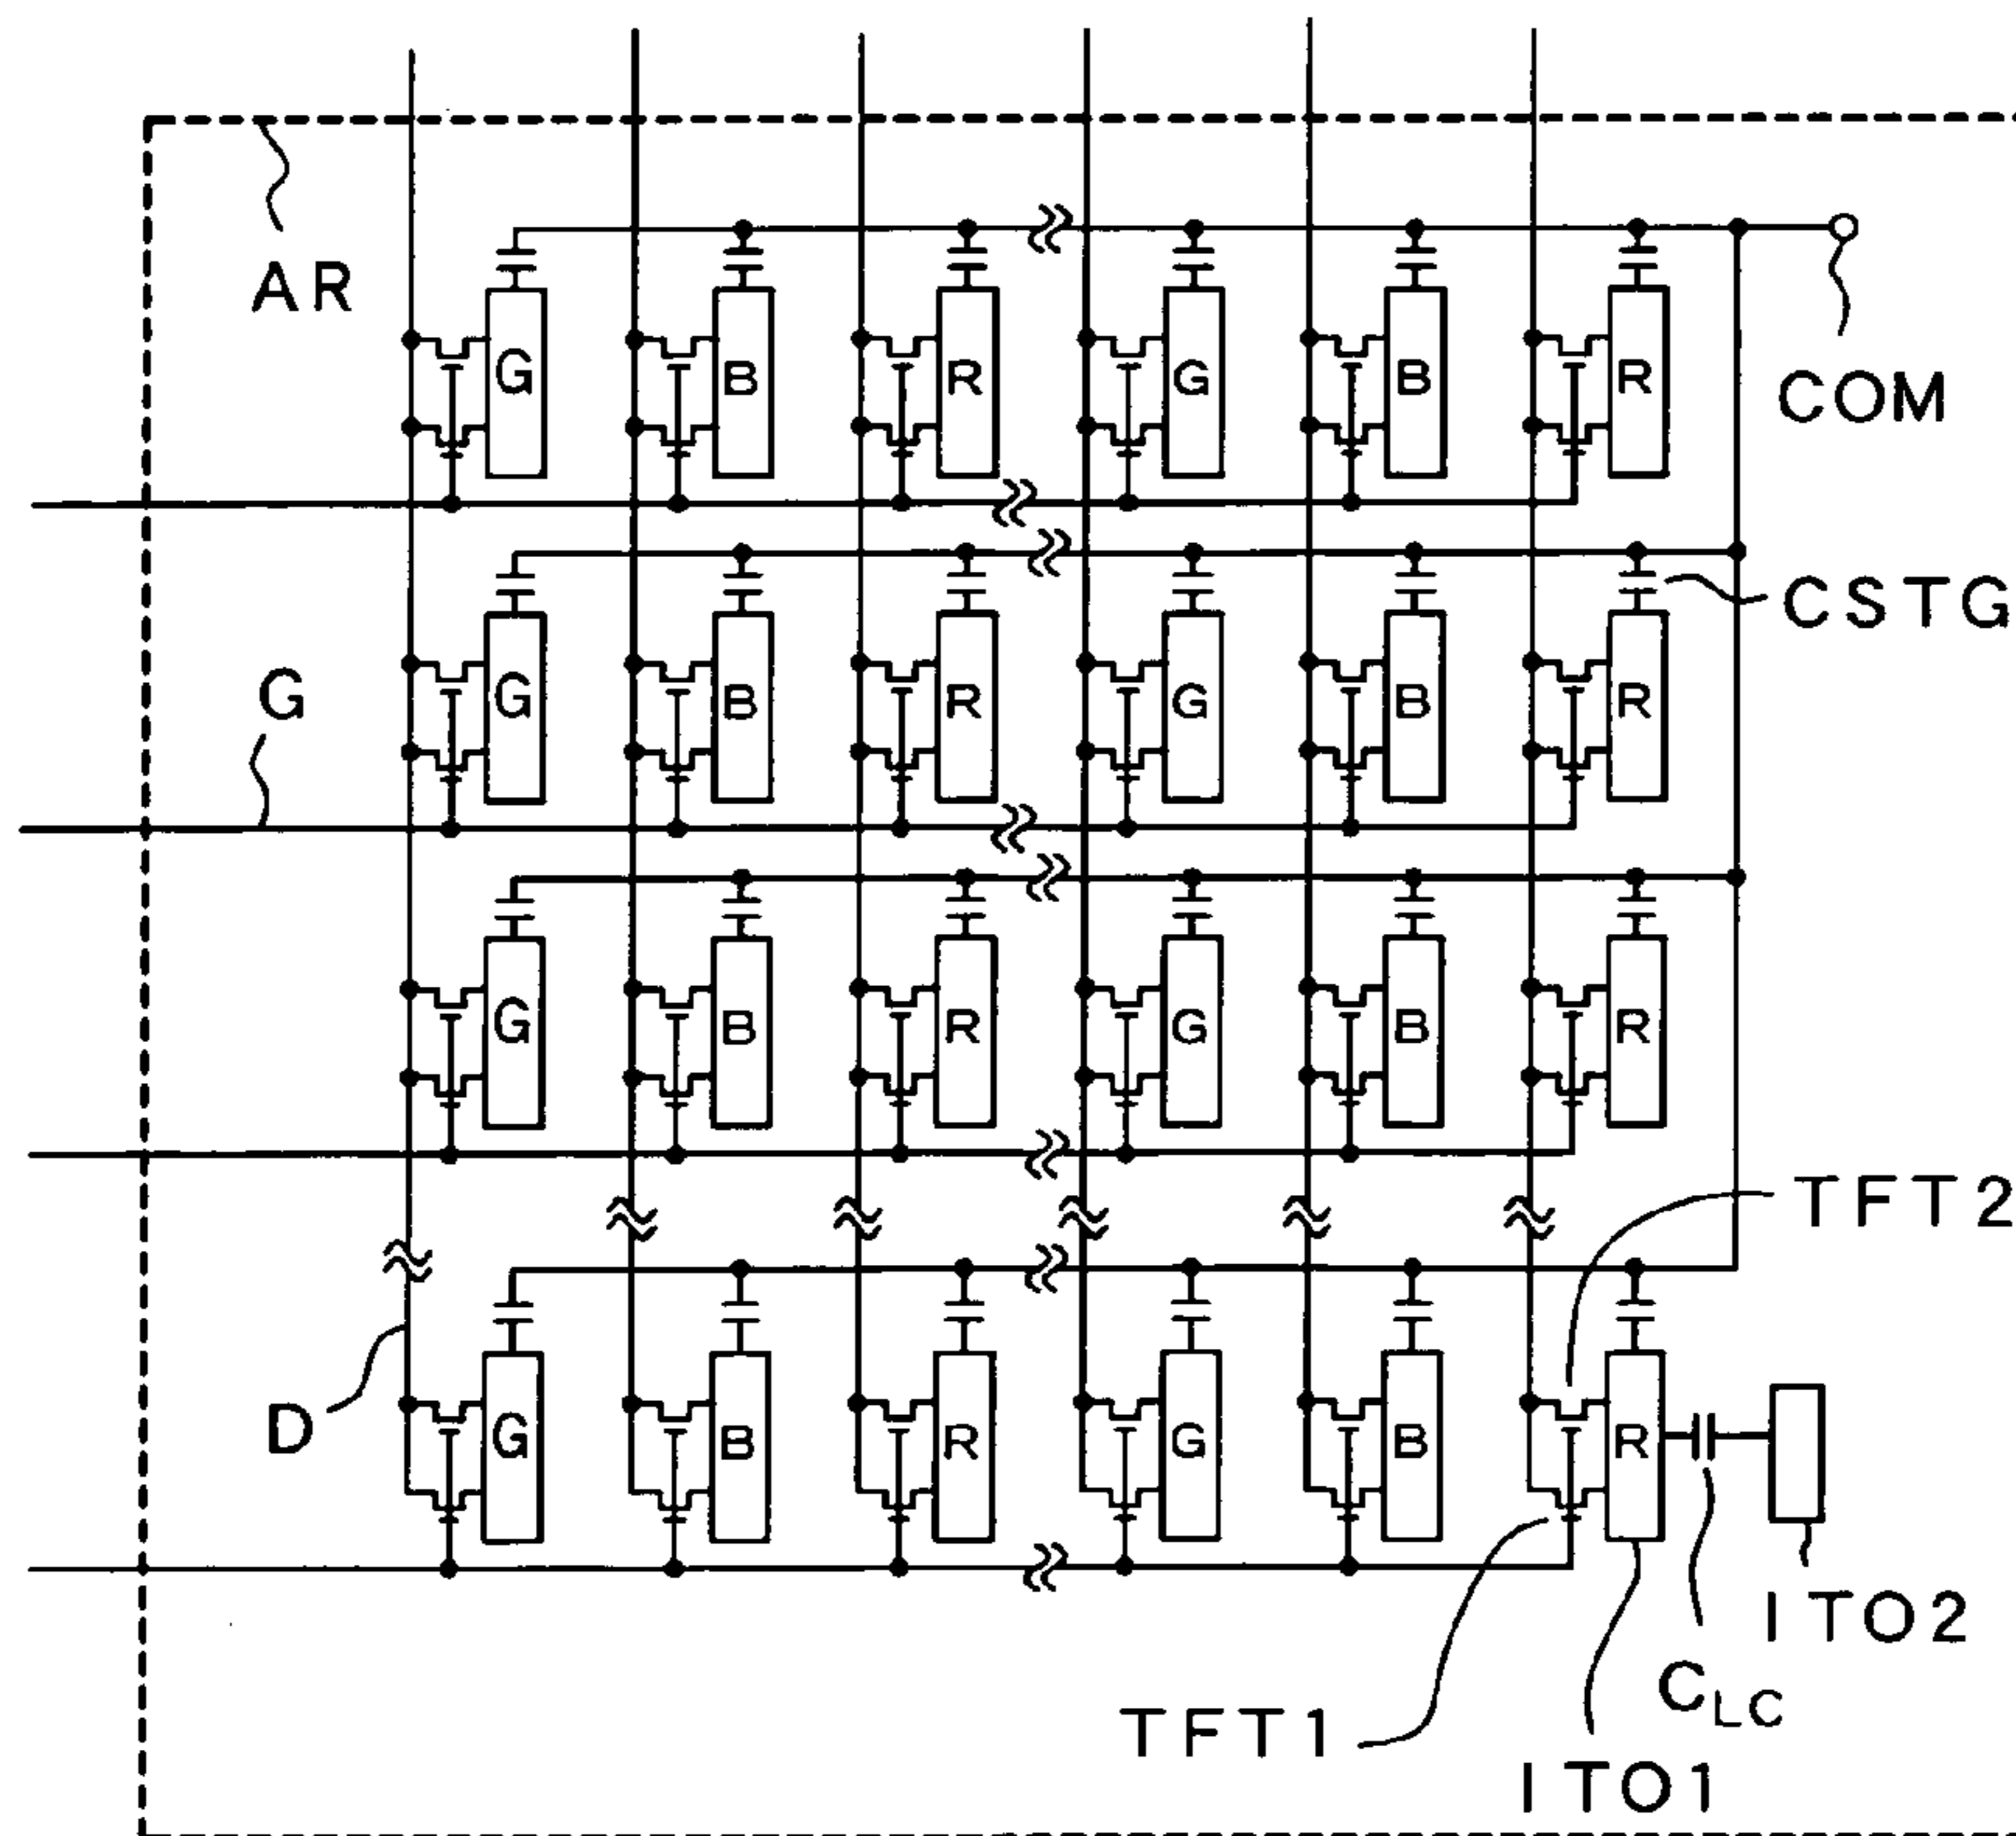 AR
G B R G B R
COM
G B R G B R
CSTG
G
G B R G B R
TFT2
G B R G B R
D
ITO2
CLC
TFT1
ITO1